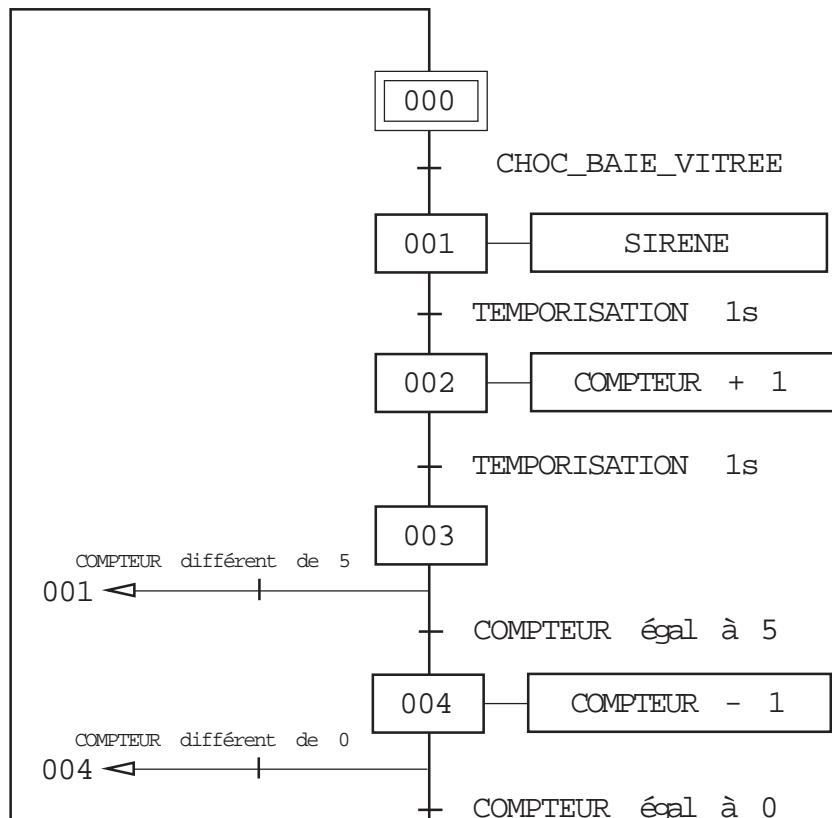 000
CHOC_BAIE_VITREE
001 SIRENE
TEMPORISATION 1s
002 COMPTEUR + 1
TEMPORISATION 1s
003
COMPTEUR différent de 5
001
COMPTEUR égal à 5
004 COMPTEUR - 1
COMPTEUR différent de 0
004
COMPTEUR égal à 0